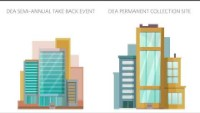 DEA SEMI-ANNUAL TAKE BACK EVENT
DEA PERMANENT COLLECTION SITE